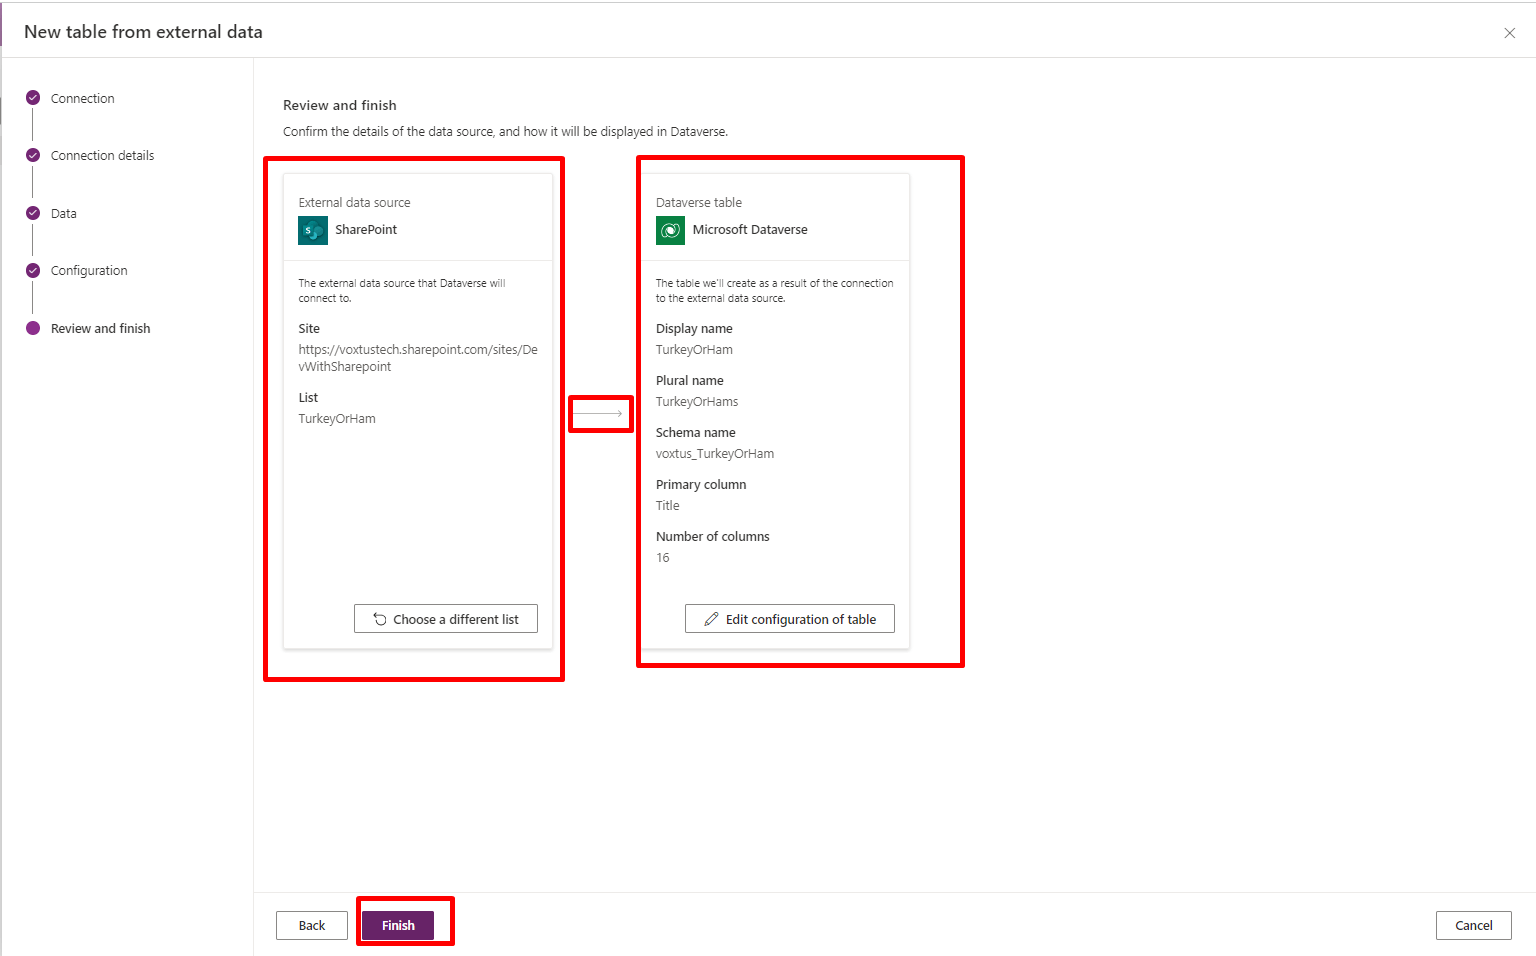 New table from external data
Connection
Connection details
Data
Configuration
Review and finish
Review and finish
Confirm the details of the data source, and how it will be displayed in Dataverse.
External data source
S
SharePoint
The external data source that Dataverse will
connect to.
Site
https://voxtustech.sharepoint.com/sites/De
vWithSharepoint
List
TurkeyOrHam
Choose a different list
Dataverse table
Microsoft Dataverse
The table we'll create as a result of the connection
to the external data source.
Display name
TurkeyOrHam
Plural name
TurkeyOrHams
Schema name
voxtus_TurkeyOrHam
Primary column
Title
Number of columns
16
Edit configuration of table
Back
Finish
Cancel